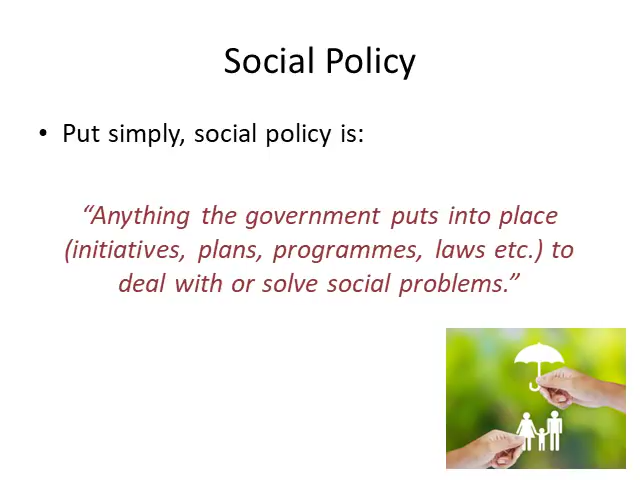 Social Policy
• Put simply, social policy is:
“Anything the government puts into place
(initiatives, plans, programmes, laws etc.) to
deal with or solve social problems.”